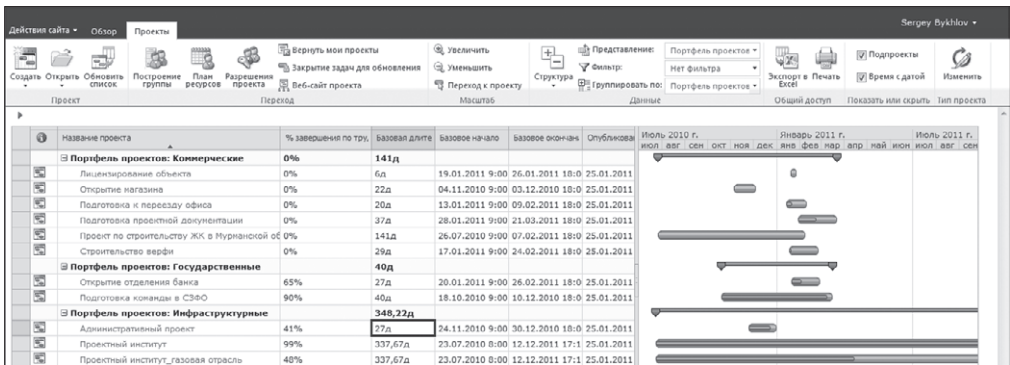 Sergey Bykhlov
Действия сайта Обзор Проекты
Создать Открыть Обновить список
Проект
Построение группы План ресурсов Разрешения проекта
Вернуть мои проекты
Закрытие задач для обновления
Веб-сайт проекта
Переход
Увеличить
Уменьшить
Переход к проекту
Масштаб
Структура
Представление: Портфель проектов
Фильтр: Нет фильтра
Группировать по: Портфель проектов
Данные
Экспорт в Excel Печать
Общий доступ
Подпроекты
Время с датой
Показать или скрыть
Изменить
Тип проекта
Название проекта % завершения по тру, Базовая длите Базовое начало Базовое окончан Опубликова Июль 2010 г. Январь 2011 г. Июль 2011 г.
июл авг сен окт ноя дек янв фев мар апр май июн июл авг сен
Портфель проектов: Коммерческие 0% 141д
Лицензирование объекта 0% 6д 19.01.2011 9:00 26.01.2011 18:0 25.01.2011
Открытие магазина 0% 22д 04.11.2010 9:00 03.12.2010 18:0 25.01.2011
Подготовка к переезду офиса 0% 20д 13.01.2011 9:00 09.02.2011 18:0 25.01.2011
Подготовка проектной документации 0% 37д 28.01.2011 9:00 21.03.2011 18:0 25.01.2011
Проект по строительству ЖК в Мурманской об 0% 141д 26.07.2010 9:00 07.02.2011 18:0 25.01.2011
Строительство верфи 0% 29д 17.01.2011 9:00 24.02.2011 18:0 25.01.2011
Портфель проектов: Государственные 40д
Открытие отделения банка 65% 27д 20.01.2011 9:00 26.02.2011 18:0 25.01.2011
Подготовка команды в СЗФО 90% 40д 18.10.2010 9:00 10.12.2010 18:0 25.01.2011
Портфель проектов: Инфраструктурные 348,22д
Административный проект 41% 27д 24.11.2010 9:00 30.12.2010 18:0 25.01.2011
Проектный институт 99% 337,67д 23.07.2010 8:00 12.12.2011 17:1 25.01.2011
Проектный институт_газовая отрасль 48% 337,67д 23.07.2010 8:00 12.12.2011 17:1 25.01.2011